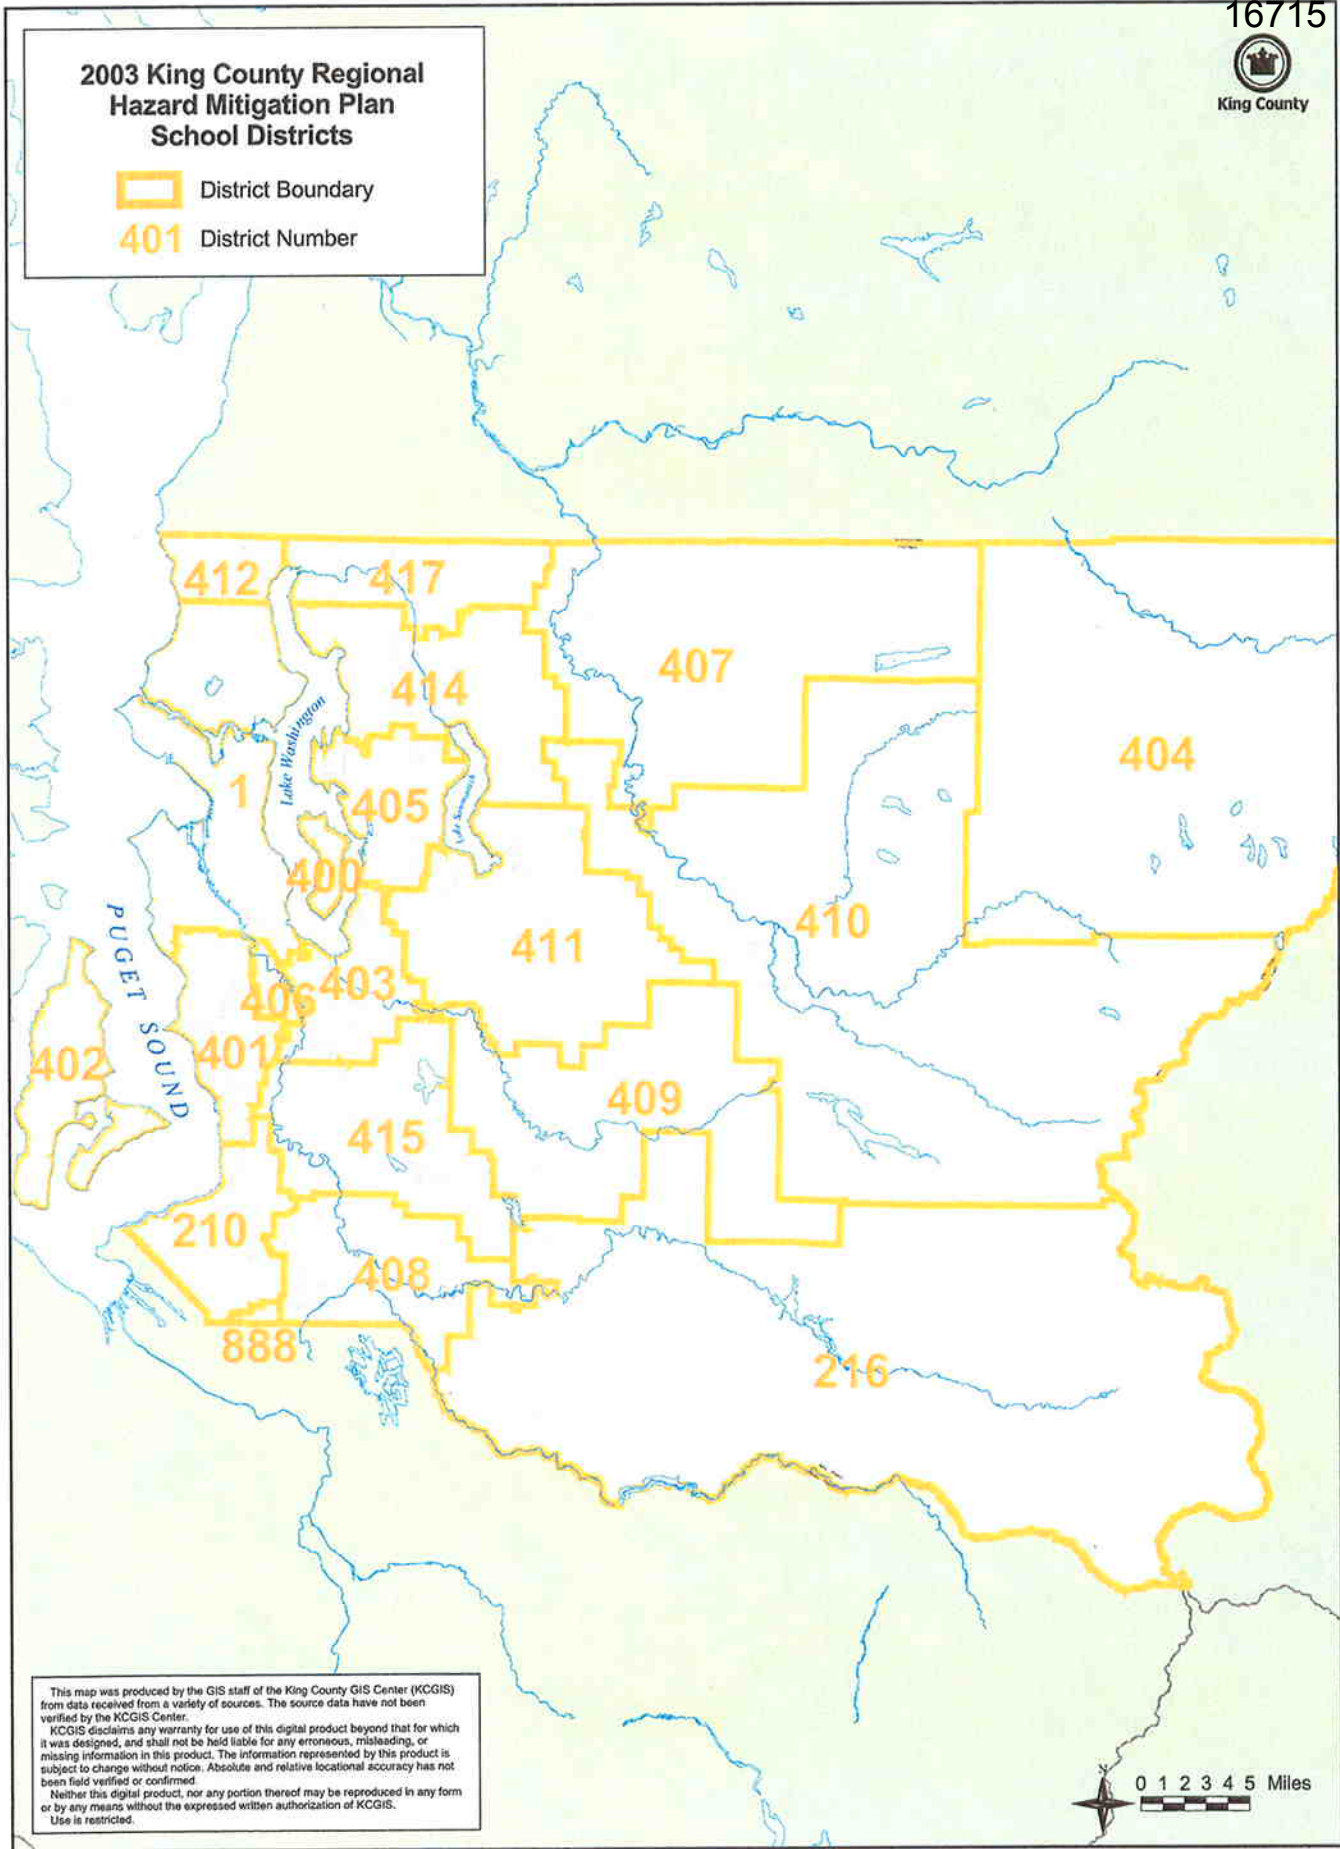 16715
2003 King County Regional
Hazard Mitigation Plan
School Districts
District Boundary
401 District Number
King County
412
417
407
414
404
Lake Washington
1
405
Lake Sammamish
400
410
PUGET SOUND
411
406
403
401
402
409
415
210
408
888
216
This map was produced by the GIS staff of the King County GIS Center (KCGIS)
from data received from a variety of sources. The source data have not been
verified by the KCGIS Center.
KCGIS disclaims any warranty for use of this digital product beyond that for which
it was designed, and shall not be held liable for any erroneous, misleading, or
missing information in this product. The information represented by this product is
subject to change without notice. Absolute and relative locational accuracy has not
been field verified or confirmed.
Neither this digital product, nor any portion thereof may be reproduced in any form
or by any means without the expressed written authorization of KCGIS.
Use is restricted.
N
0 1 2 3 4 5 Miles